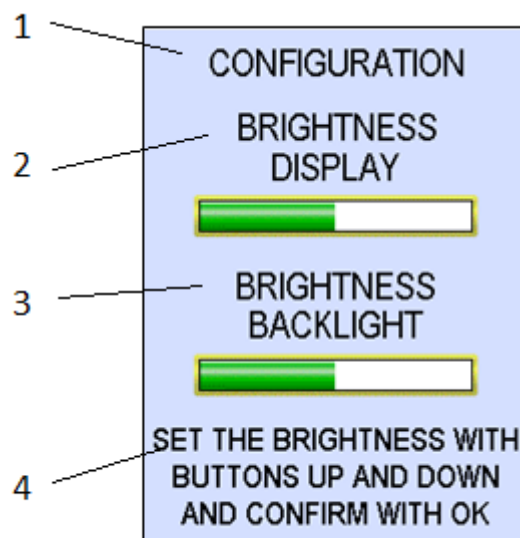 1
CONFIGURATION
2
BRIGHTNESS
DISPLAY
3
BRIGHTNESS
BACKLIGHT
4
SET THE BRIGHTNESS WITH
BUTTONS UP AND DOWN
AND CONFIRM WITH OK